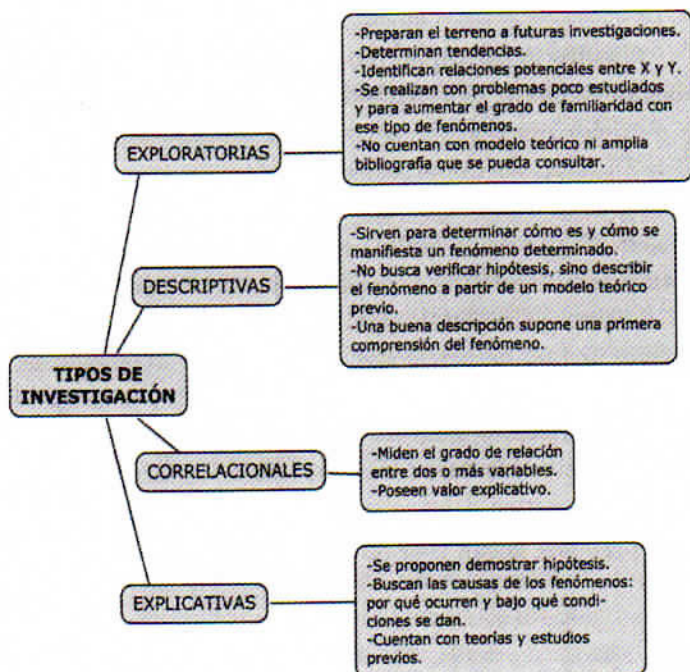 -Preparan el terreno a futuras investigaciones.
-Determinan tendencias.
-Identifican relaciones potenciales entre X y Y.
-Se realizan con problemas poco estudiados
y para aumentar el grado de familiaridad con
ese tipo de fenómenos.
-No cuentan con modelo teórico ni amplia
bibliografía que se pueda consultar.
EXPLORATORIAS
-Sirven para determinar cómo es y cómo se
manifiesta un fenómeno determinado.
-No busca verificar hipótesis, sino describir
el fenómeno a partir de un modelo teórico
previo.
-Una buena descripción supone una primera
comprensión del fenómeno.
DESCRIPTIVAS
TIPOS DE
INVESTIGACIÓN
CORRELACIONALES
-Miden el grado de relación
entre dos o más variables.
-Poseen valor explicativo.
EXPLICATIVAS
-Se proponen demostrar hipótesis.
-Buscan las causas de los fenómenos:
por qué ocurren y bajo qué condi-
ciones se dan.
-Cuentan con teorías y estudios
previos.